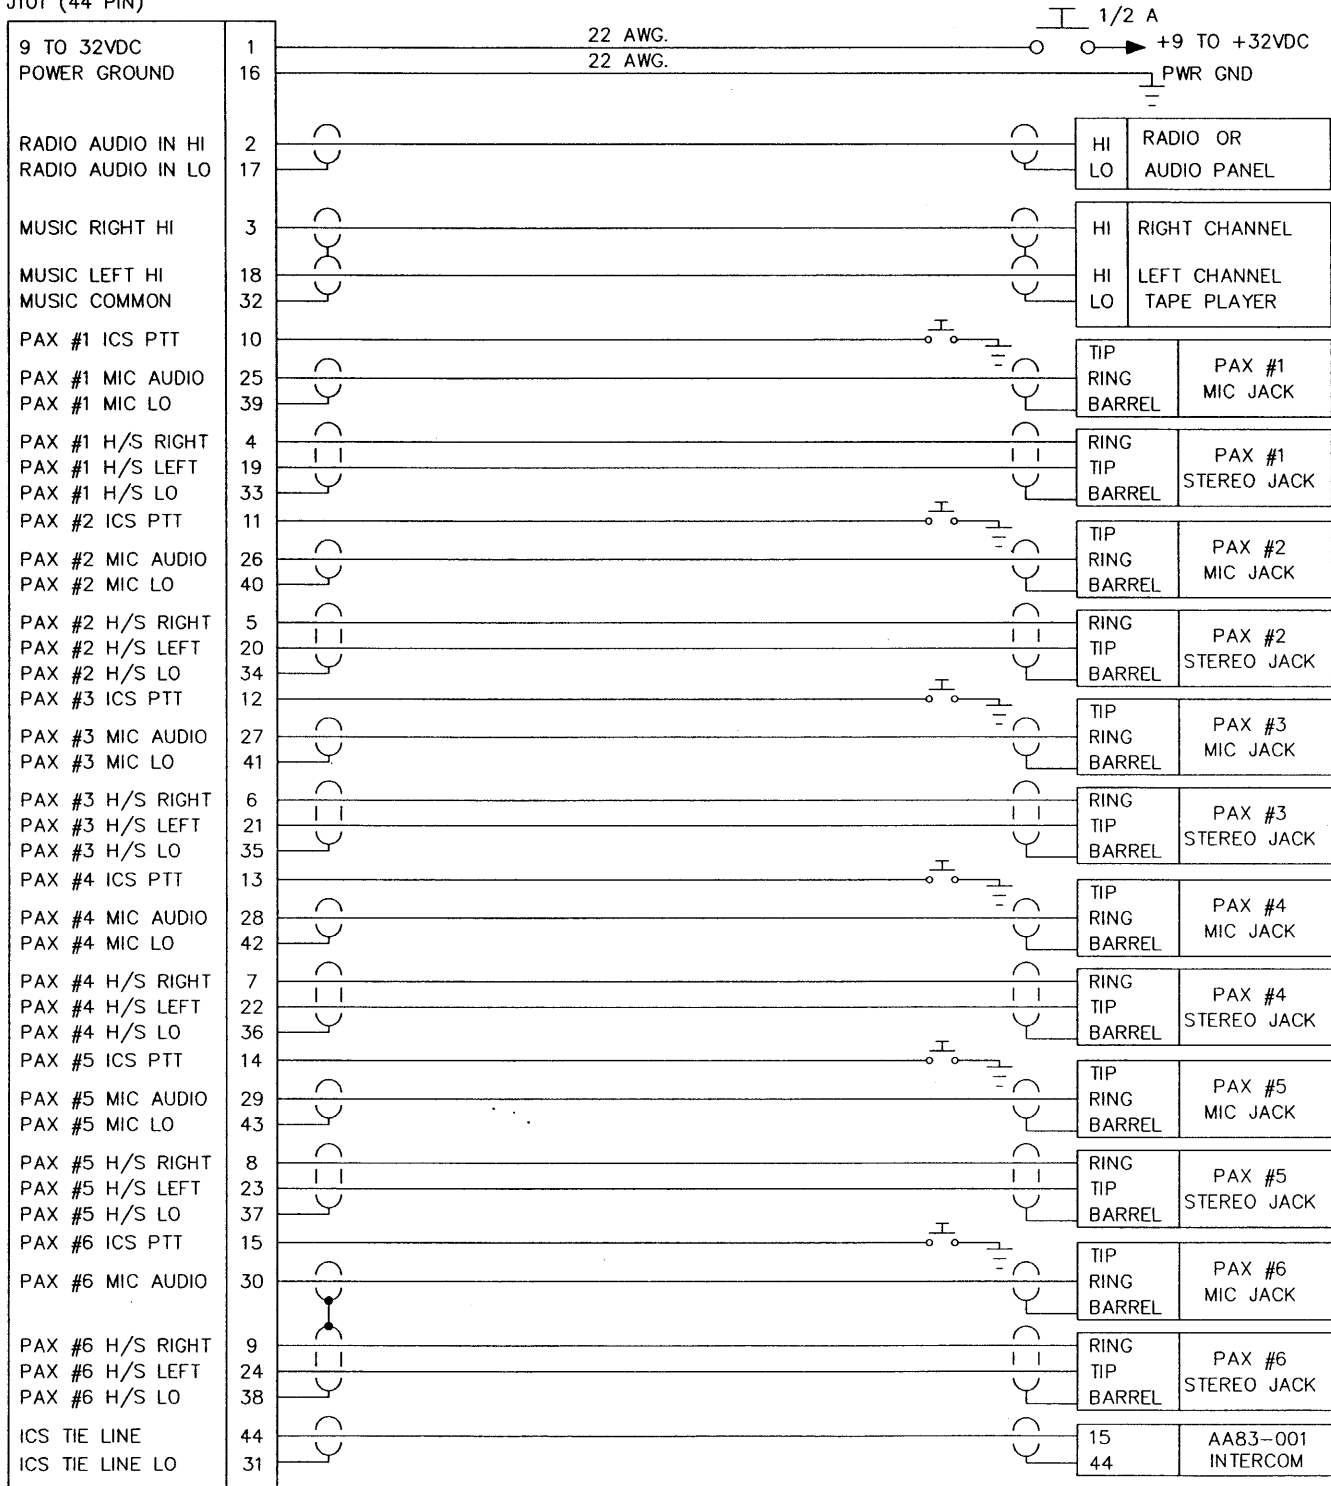 J101 (44 PIN)
1/2 A
9 TO 32VDC 1 22 AWG. +9 TO +32VDC
POWER GROUND 16 22 AWG. PWR GND
RADIO AUDIO IN HI 2 HI RADIO OR
RADIO AUDIO IN LO 17 LO AUDIO PANEL
MUSIC RIGHT HI 3 HI RIGHT CHANNEL
MUSIC LEFT HI 18 HI LEFT CHANNEL
MUSIC COMMON 32 LO TAPE PLAYER
PAX #1 ICS PTT 10
TIP
PAX #1 MIC AUDIO 25 RING PAX #1
PAX #1 MIC LO 39 BARREL MIC JACK
PAX #1 H/S RIGHT 4 RING
PAX #1 H/S LEFT 19 TIP PAX #1
PAX #1 H/S LO 33 BARREL STEREO JACK
PAX #2 ICS PTT 11
TIP
PAX #2 MIC AUDIO 26 RING PAX #2
PAX #2 MIC LO 40 BARREL MIC JACK
PAX #2 H/S RIGHT 5 RING
PAX #2 H/S LEFT 20 TIP PAX #2
PAX #2 H/S LO 34 BARREL STEREO JACK
PAX #3 ICS PTT 12
TIP
PAX #3 MIC AUDIO 27 RING PAX #3
PAX #3 MIC LO 41 BARREL MIC JACK
PAX #3 H/S RIGHT 6 RING
PAX #3 H/S LEFT 21 TIP PAX #3
PAX #3 H/S LO 35 BARREL STEREO JACK
PAX #4 ICS PTT 13
TIP
PAX #4 MIC AUDIO 28 RING PAX #4
PAX #4 MIC LO 42 BARREL MIC JACK
PAX #4 H/S RIGHT 7 RING
PAX #4 H/S LEFT 22 TIP PAX #4
PAX #4 H/S LO 36 BARREL STEREO JACK
PAX #5 ICS PTT 14
TIP
PAX #5 MIC AUDIO 29 RING PAX #5
PAX #5 MIC LO 43 BARREL MIC JACK
PAX #5 H/S RIGHT 8 RING
PAX #5 H/S LEFT 23 TIP PAX #5
PAX #5 H/S LO 37 BARREL STEREO JACK
PAX #6 ICS PTT 15
TIP
PAX #6 MIC AUDIO 30 RING PAX #6
BARREL MIC JACK
PAX #6 H/S RIGHT 9 RING
PAX #6 H/S LEFT 24 TIP PAX #6
PAX #6 H/S LO 38 BARREL STEREO JACK
ICS TIE LINE 44 15 AA83-001
ICS TIE LINE LO 31 44 INTERCOM